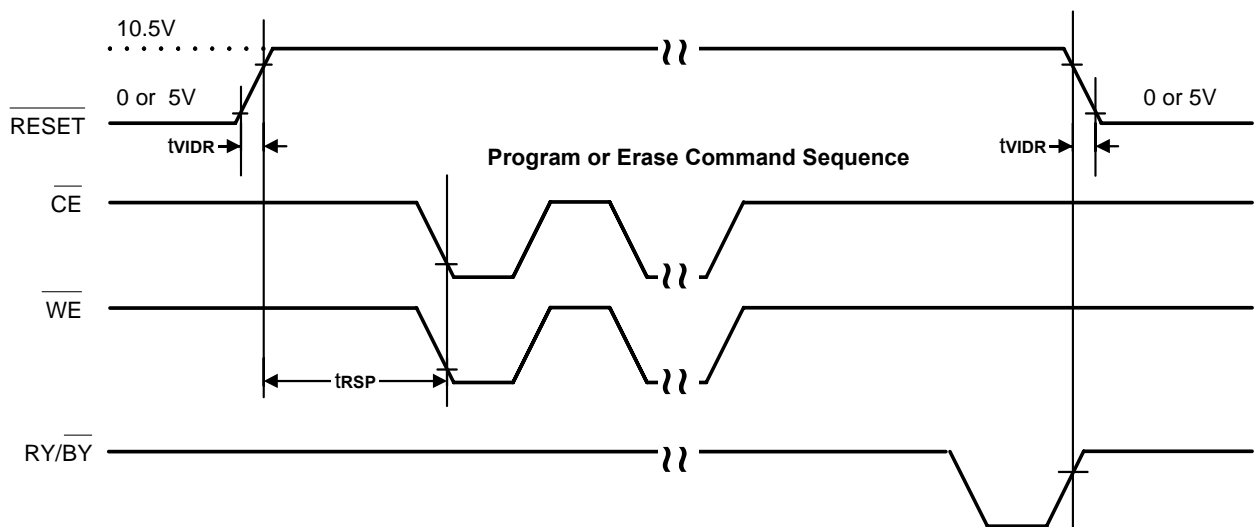 10.5V
0 or 5V
0 or 5V
RESET
tVIDR
tVIDR
Program or Erase Command Sequence
CE
WE
tRSP
RY/BY